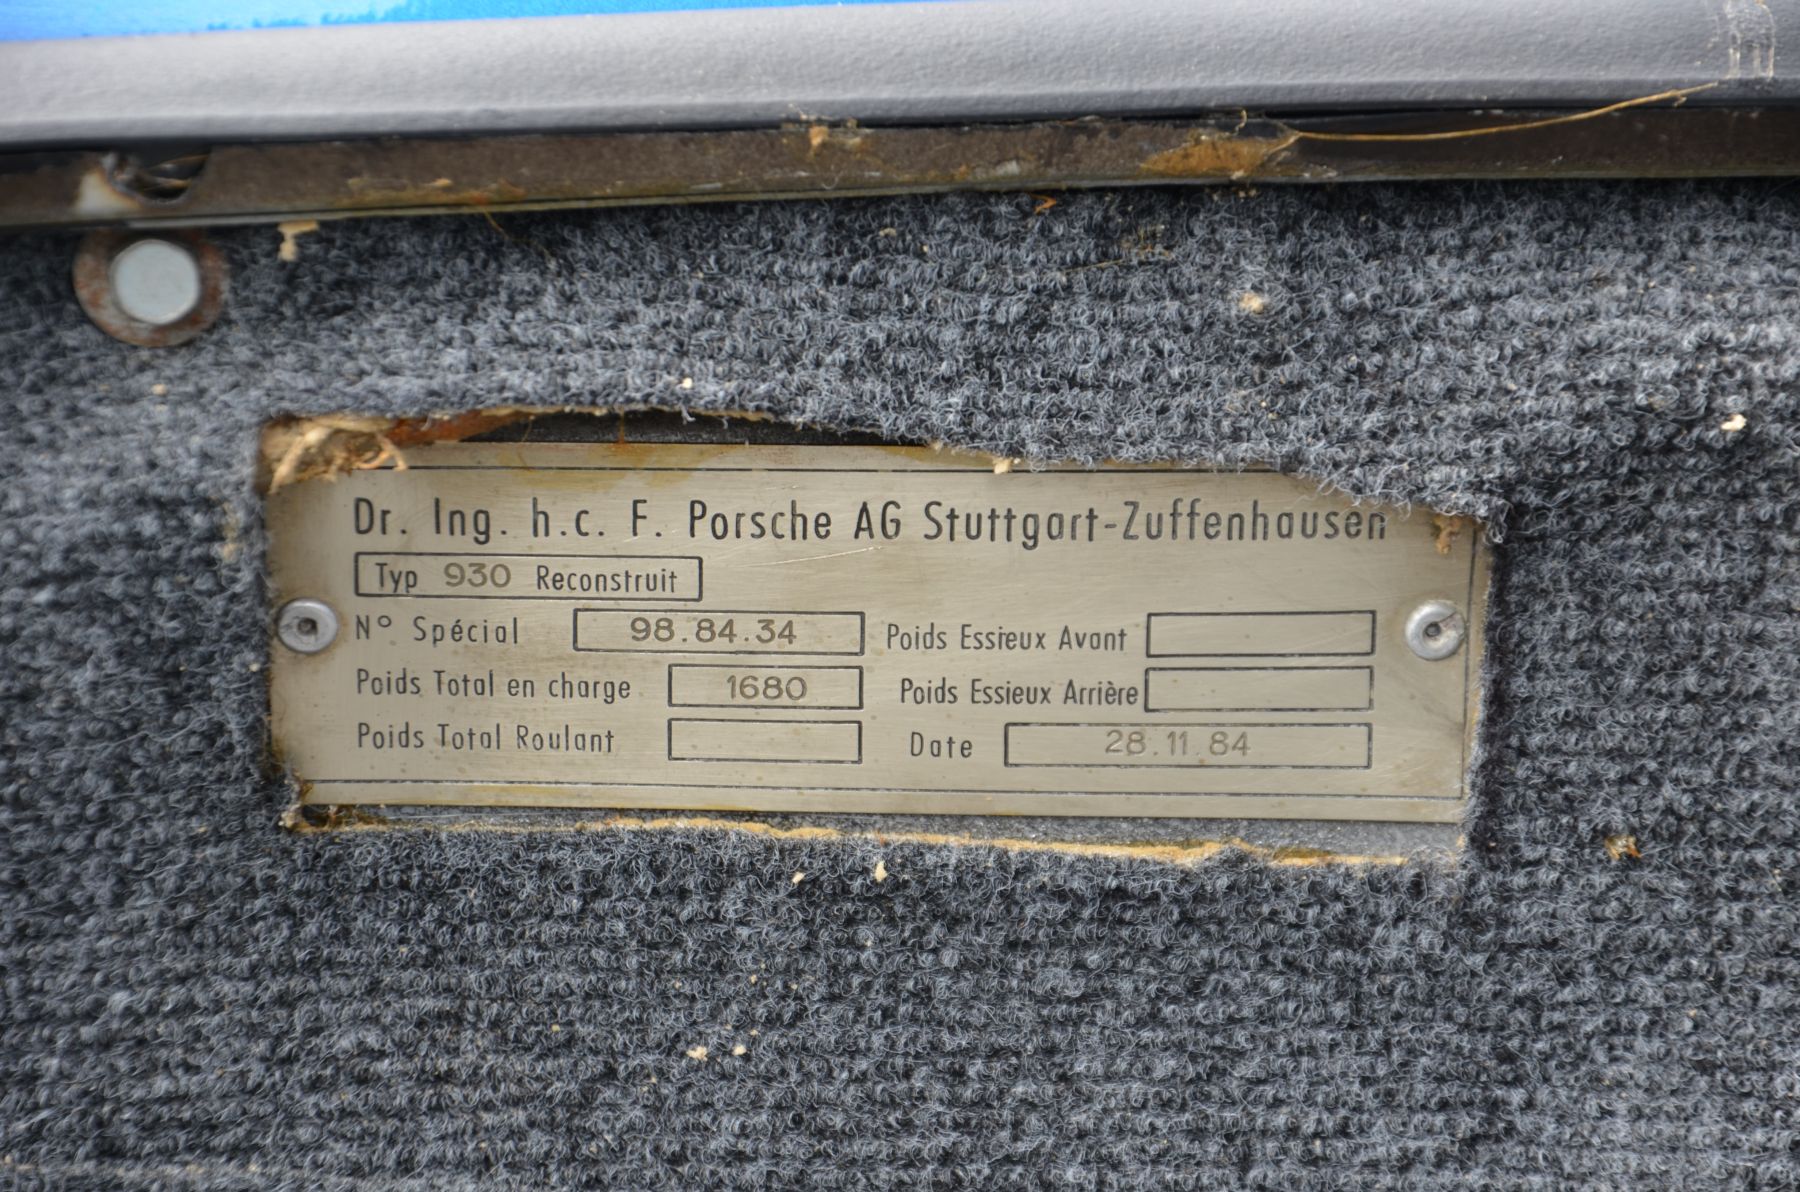 Dr. Ing. h.c. F. Porsche AG Stuttgart-Zuffenhausen
Typ 930 Reconstruit
N° Spécial 98.84.34 Poids Essieux Avant
Poids Total en charge 1680 Poids Essieux Arrière
Poids Total Roulant Date 28.11.84